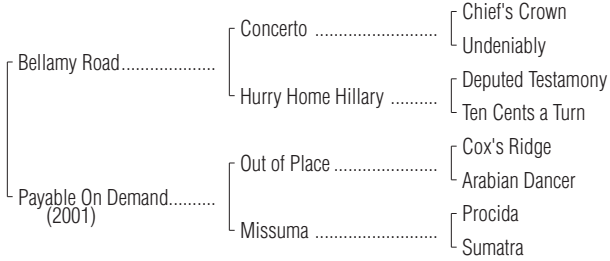 Chief's Crown
Concerto ........................
Undeniably
Bellamy Road....................
Deputed Testamony
Hurry Home Hillary ..........
Ten Cents a Turn
Cox's Ridge
Out of Place .....................
Arabian Dancer
Payable On Demand..........
(2001)
Procida
Missuma ........................
Sumatra